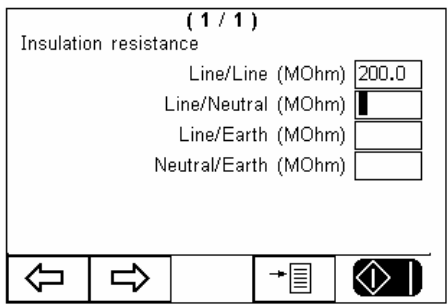 (1/1)
Insulation resistance
Line/Line (MOhm) 200.0
Line/Neutral (MOhm)
Line/Earth (MOhm)
Neutral/Earth (MOhm)